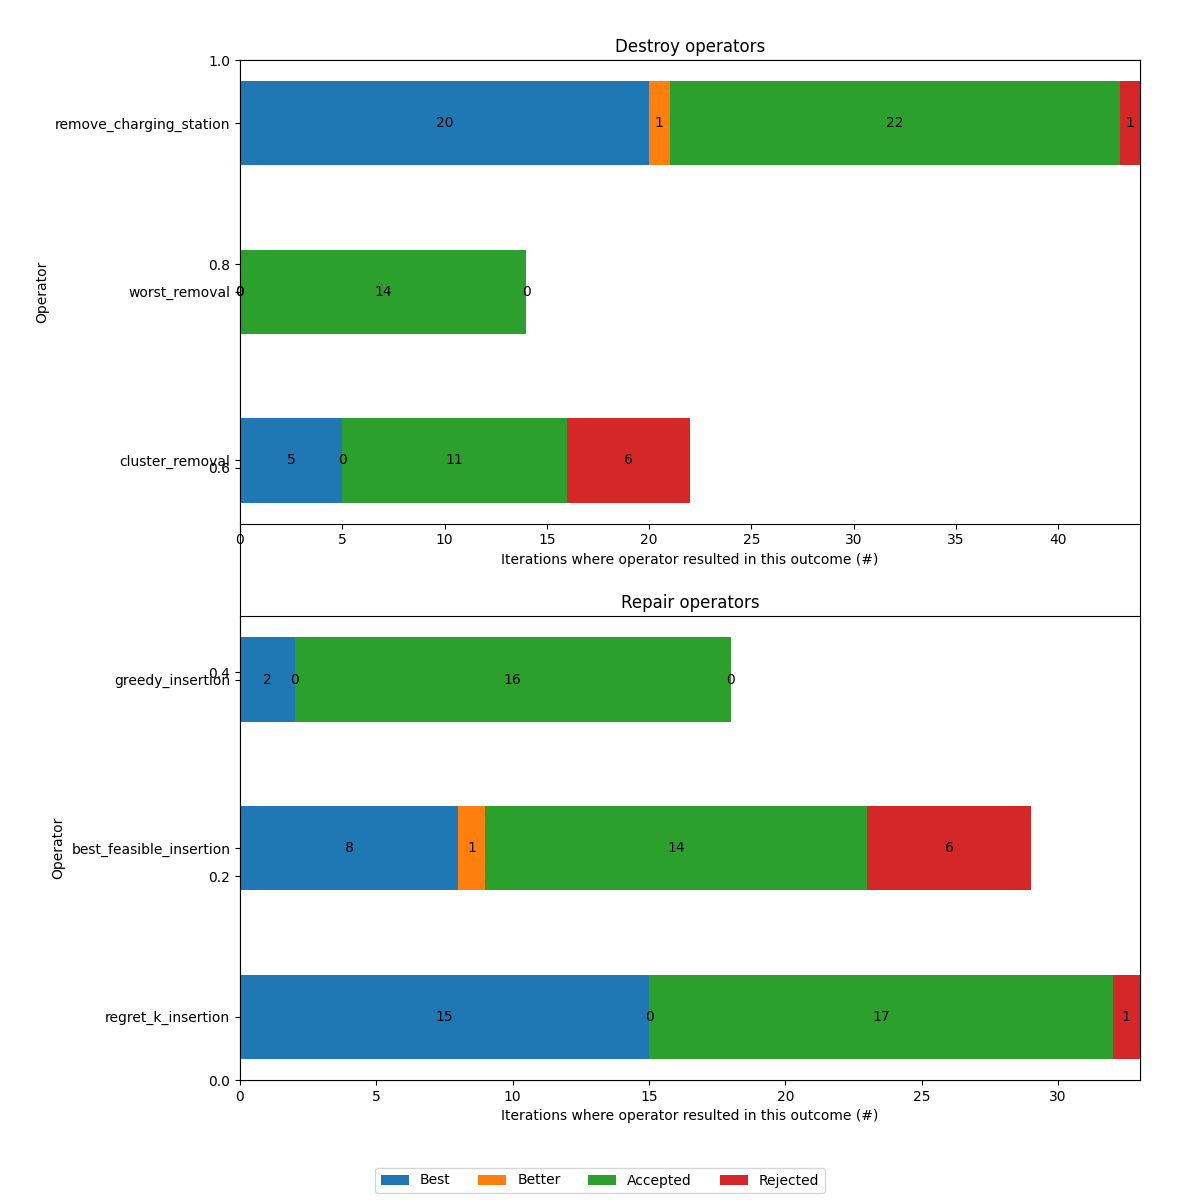 Destroy operators
1.0
remove_charging_station
20 1 22 1
0.8
worst_removal
0 14 0
Operator
cluster_removal
5 0 11 6
0.6
0 5 10 15 20 25 30 35 40
Iterations where operator resulted in this outcome (#)
Repair operators
0.4
greedy_insertion
2 0 16 0
Operator
best_feasible_insertion
8 1 14 6
0.2
regret_k_insertion
15 0 17 1
0.0
0 5 10 15 20 25 30
Iterations where operator resulted in this outcome (#)
Best Better Accepted Rejected